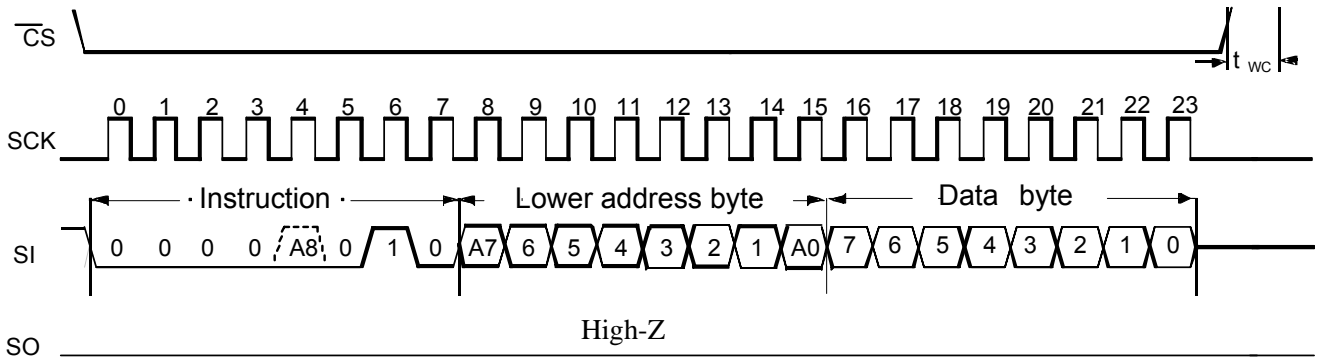 CS
t WC
0 1 2 3 4 5 6 7 8 9 10 11 12 13 14 15 16 17 18 19 20 21 22 23
SCK
Instruction Lower address byte Data byte
SI 0 0 0 0 A8 0 1 0 A7 6 5 4 3 2 1 A0 7 6 5 4 3 2 1 0
High-Z
SO